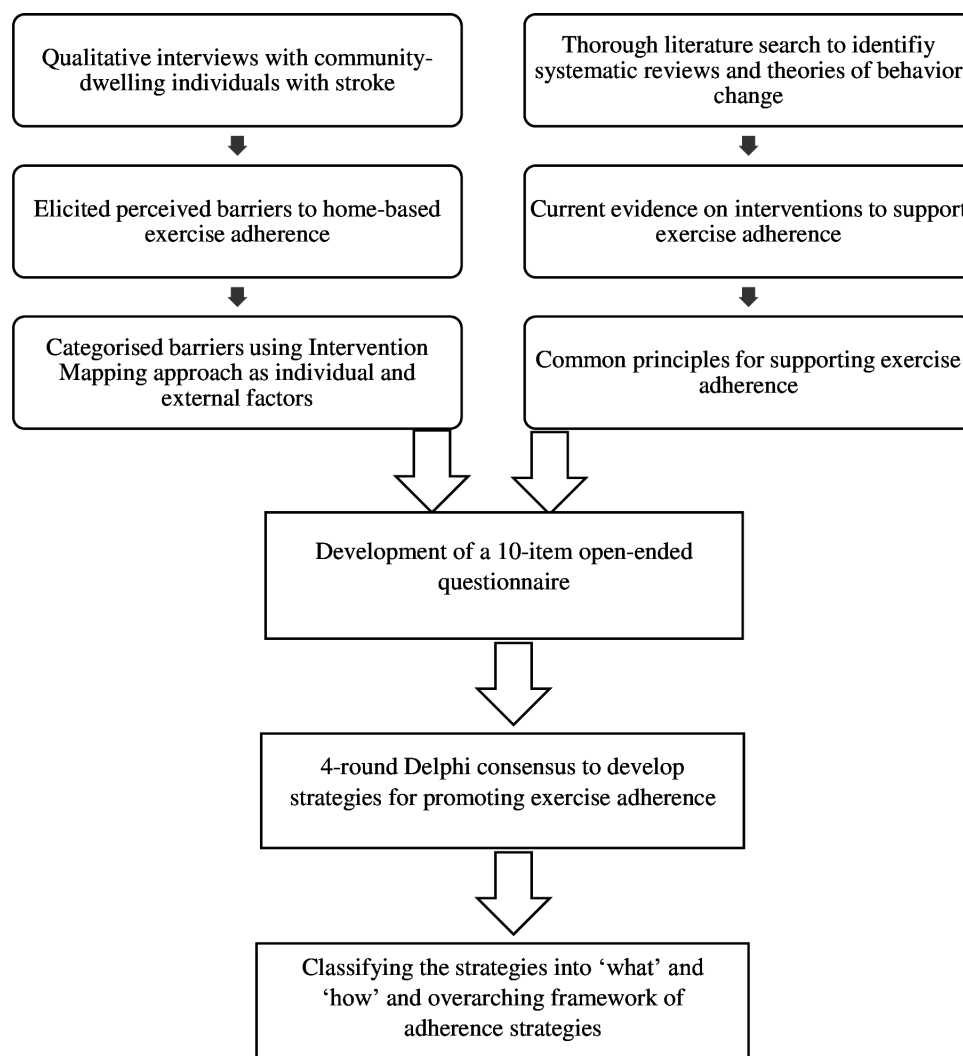 Qualitative interviews with community-
dwelling individuals with stroke
Elicited perceived barriers to home-based
exercise adherence
Categorised barriers using Intervention
Mapping approach as individual and
external factors
Thorough literature search to identifiy
systematic reviews and theories of behavior
change
Current evidence on interventions to support
exercise adherence
Common principles for supporting exercise
adherence
Development of a 10-item open-ended
questionnaire
4-round Delphi consensus to develop
strategies for promoting exercise adherence
Classifying the strategies into ‘what’ and
‘how’ and overarching framework of
adherence strategies